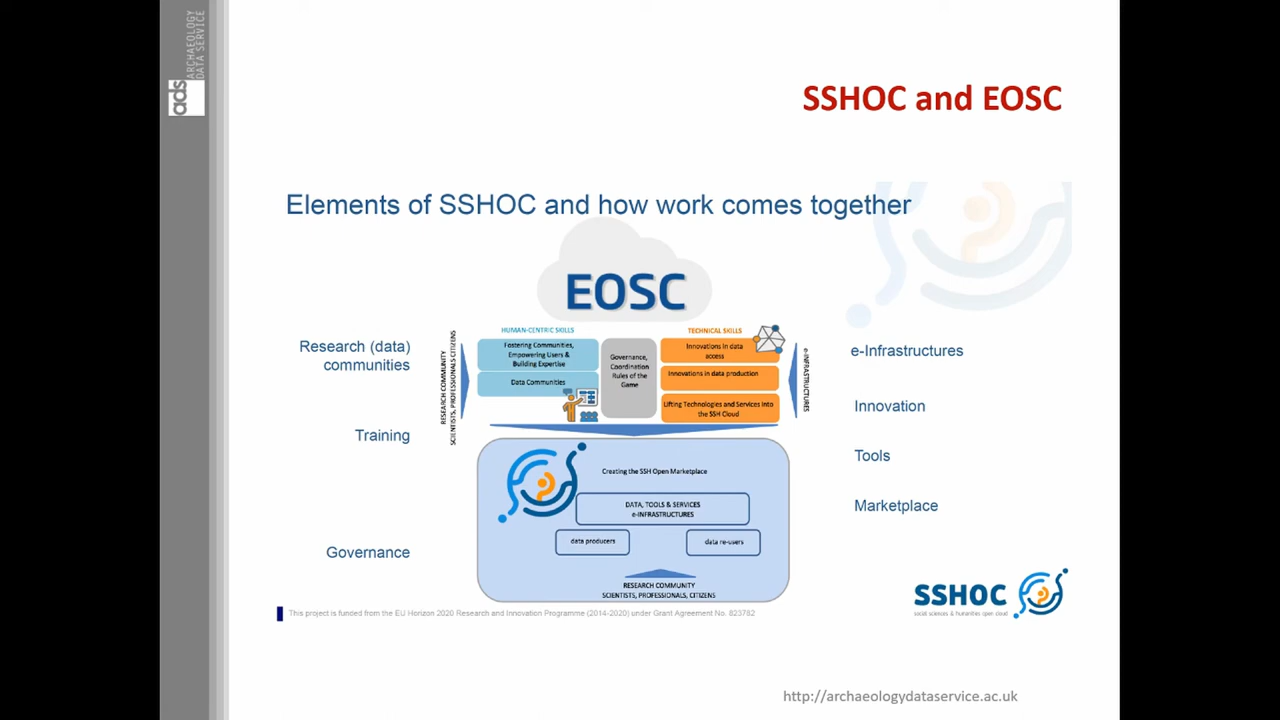 ARCHAEOLOGY
DATA SERVICE
ads
SSHOC and EOSC
Elements of SSHOC and how work comes together
EOSC
Research (data)
communities
Training
Governance
RESEARCH COMMUNITY
SCIENTISTS, PROFESSIONALS CITIZENS
HUMAN-CENTRIC SKILLS
Fostering Communities,
Empowering Users &
Building Expertise
Data Communities
Governance,
Coordination
Rules of the
Game
TECHNICAL SKILLS
Innovations in data
access
Innovations in data production
Lifting Technologies and Services into
the SSH Cloud
e-INFRASTRUCTURES
e-Infrastructures
Innovation
Tools
Marketplace
Creating the SSH Open Marketplace
DATA, TOOLS & SERVICES
e-INFRASTRUCTURES
data producers
data re-users
RESEARCH COMMUNITY
SCIENTISTS, PROFESSIONALS, CITIZENS
SSHOC
social sciences & humanities open cloud
This project is funded from the EU Horizon 2020 Research and Innovation Programme (2014-2020) under Grant Agreement No. 823782
http://archaeologydataservice.ac.uk